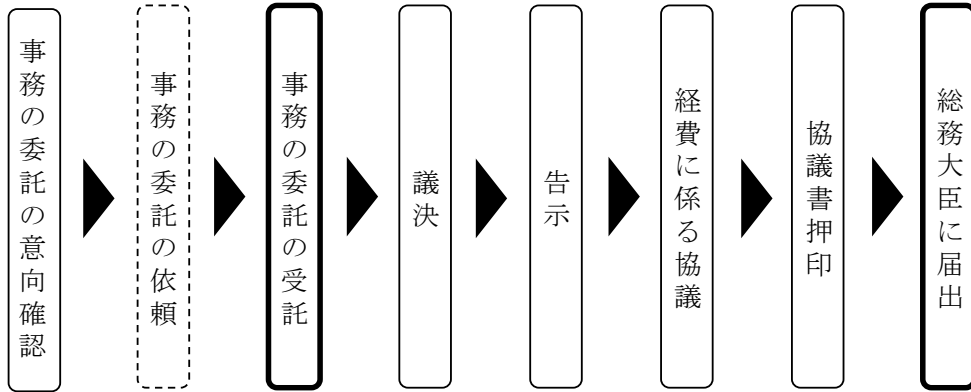 事務の委託の意向確認
事務の委託の依頼
事務の委託の受託
議決
告示
経費に係る協議
協議書押印
総務大臣に届出